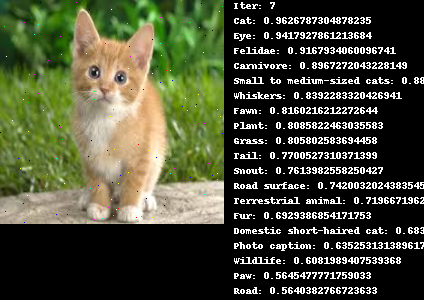 Iter: 7
Cat: 0.9626787304878235
Eye: 0.9417927861213684
Felidae: 0.9167934060096741
Carnivore: 0.8967272043228149
Small to medium-sized cats: 0.88
Whiskers: 0.8392283320426941
Fawn: 0.8160216212272644
Plant: 0.8085822463035583
Grass: 0.805802583694458
Tail: 0.7700527310371399
Snout: 0.7613982558250427
Road surface: 0.7420032024383545
Terrestrial animal: 0.7196671962
Fur: 0.6929386854171753
Domestic short-haired cat: 0.683
Photo caption: 0.6352531313896179
Wildlife: 0.6081989407539368
Paw: 0.5645477771759033
Road: 0.5640382766723633